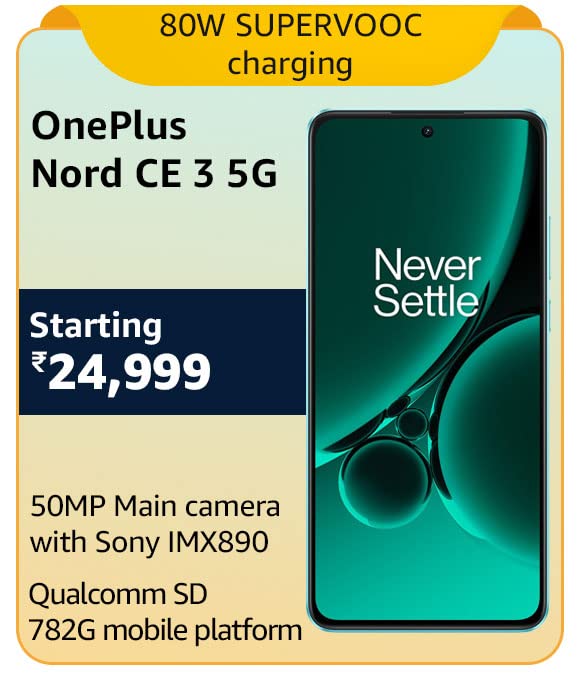 80W SUPERVOOC
charging
OnePlus
Nord CE 3 5G
Never
Settle
Starting
₹24,999
50MP Main camera
with Sony IMX890
Qualcomm SD
782G mobile platform